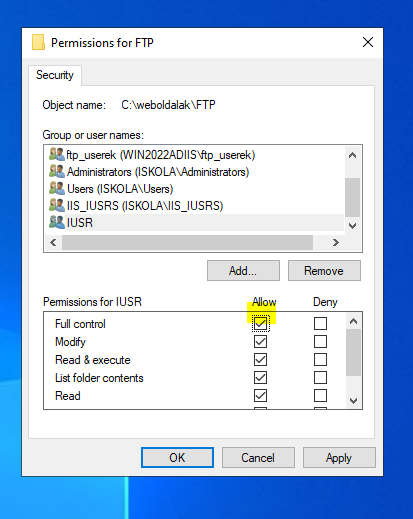 Permissions for FTP
Security
Object name: C:\weboldalak\FTP
Group or user names:
ftp_userek (WIN2022ADIIS\ftp_userek)
Administrators (ISKOLA\Administrators)
Users (ISKOLA\Users)
IIS_IUSRS (ISKOLA\IIS_IUSRS)
IUSR
Add... Remove
Permissions for IUSR Allow Deny
Full control
Modify
Read & execute
List folder contents
Read
OK Cancel Apply